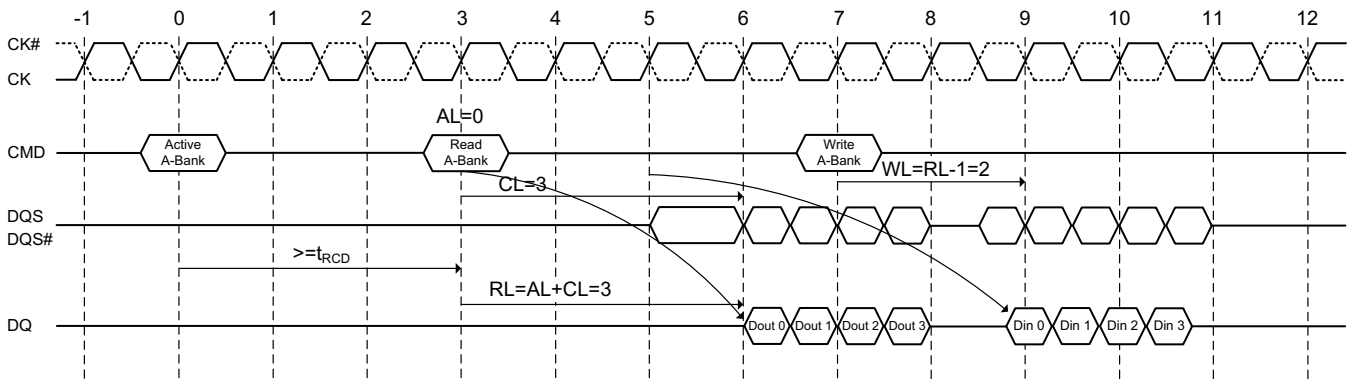 -1 0 1 2 3 4 5 6 7 8 9 10 11 12
CK#
CK
AL=0
CMD
Active
A-Bank
Read
A-Bank
Write
A-Bank
CL=3
WL=RL-1=2
DQS
DQS#
>=tRCD
RL=AL+CL=3
DQ
Dout 0 Dout 1 Dout 2 Dout 3 Din 0 Din 1 Din 2 Din 3